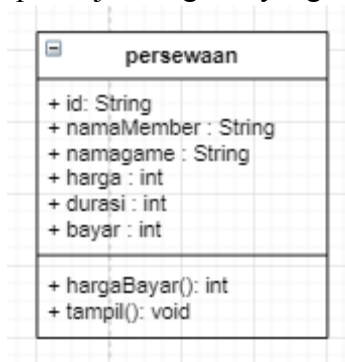 persewaan
+ id: String
+ namaMember : String
+ namagame : String
+ harga : int
+ durasi : int
+ bayar : int
+ hargaBayar(): int
+ tampil(): void